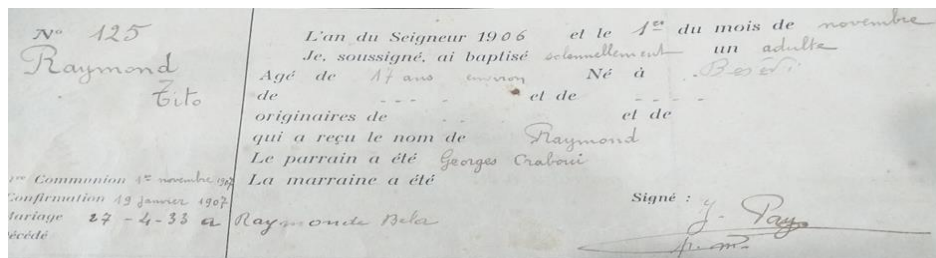 N° 125
Raymond
Tito
1re Communion 1er novembre 1907
Confirmation 19 janvier 1907
Mariage 27-4-33 a Raymonde Bela
Décédé
L'an du Seigneur 1906 et le 1er du mois de novembre
Je, soussigné, ai baptisé solennellement un adulte
Agé de 17 ans environ Né à
de - - - - et de - - - -
originaires de - - et de
qui a reçu le nom de Raymond
Le parrain a été Georges
La marraine a été
Signé :